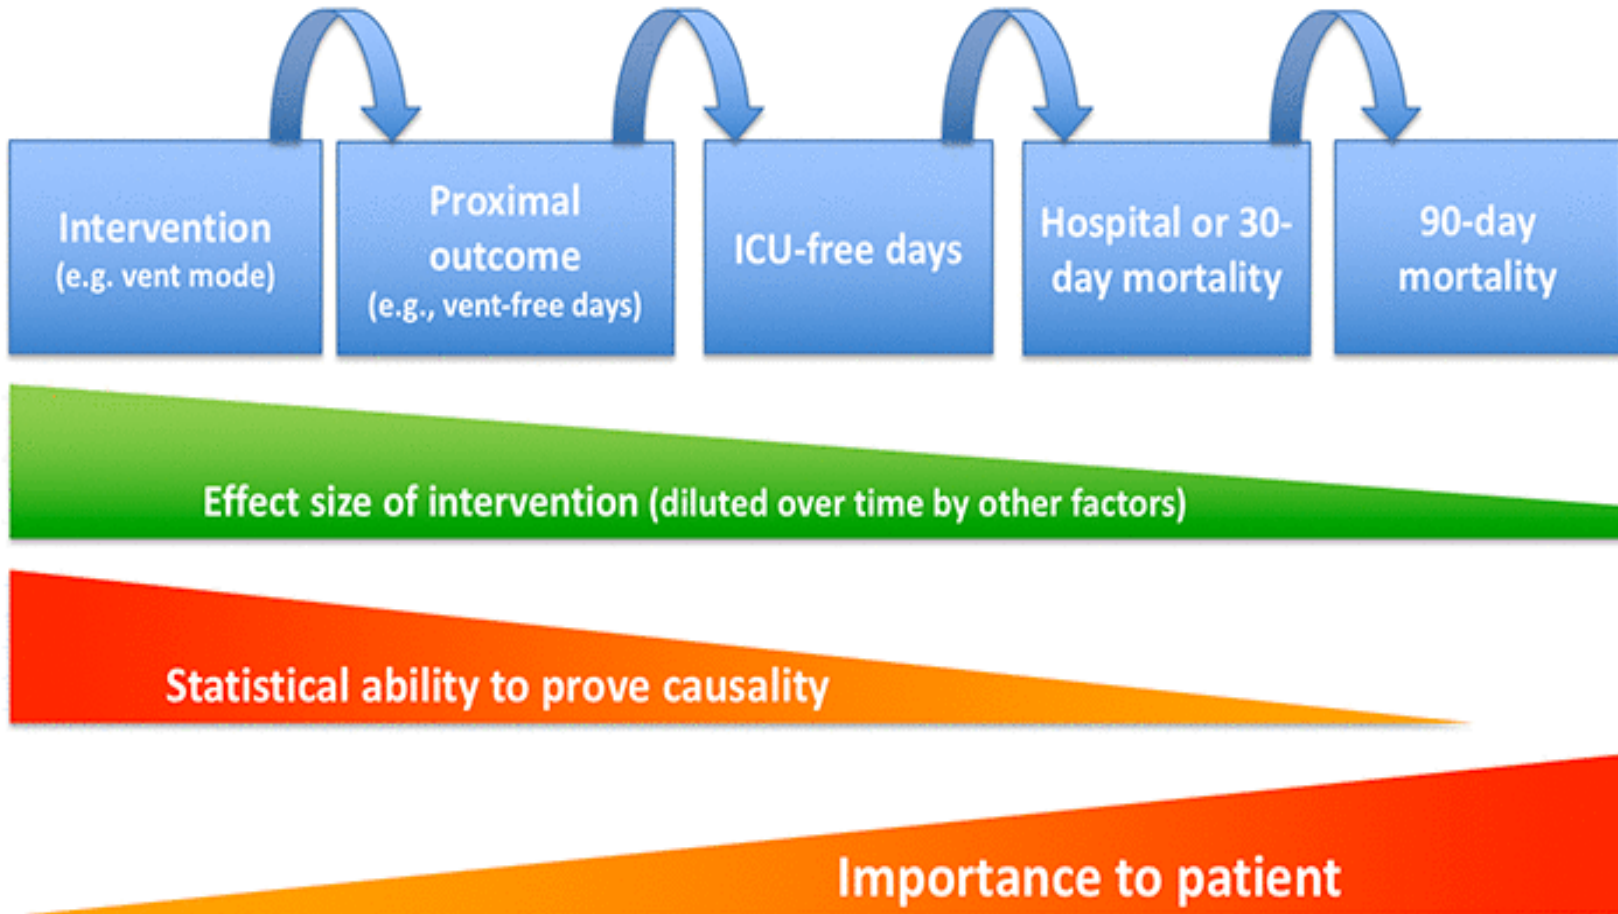 Intervention
(e.g. vent mode)
Proximal
outcome
(e.g., vent-free days)
ICU-free days
Hospital or 30-
day mortality
90-day
mortality
Effect size of intervention (diluted over time by other factors)
Statistical ability to prove causality
Importance to patient